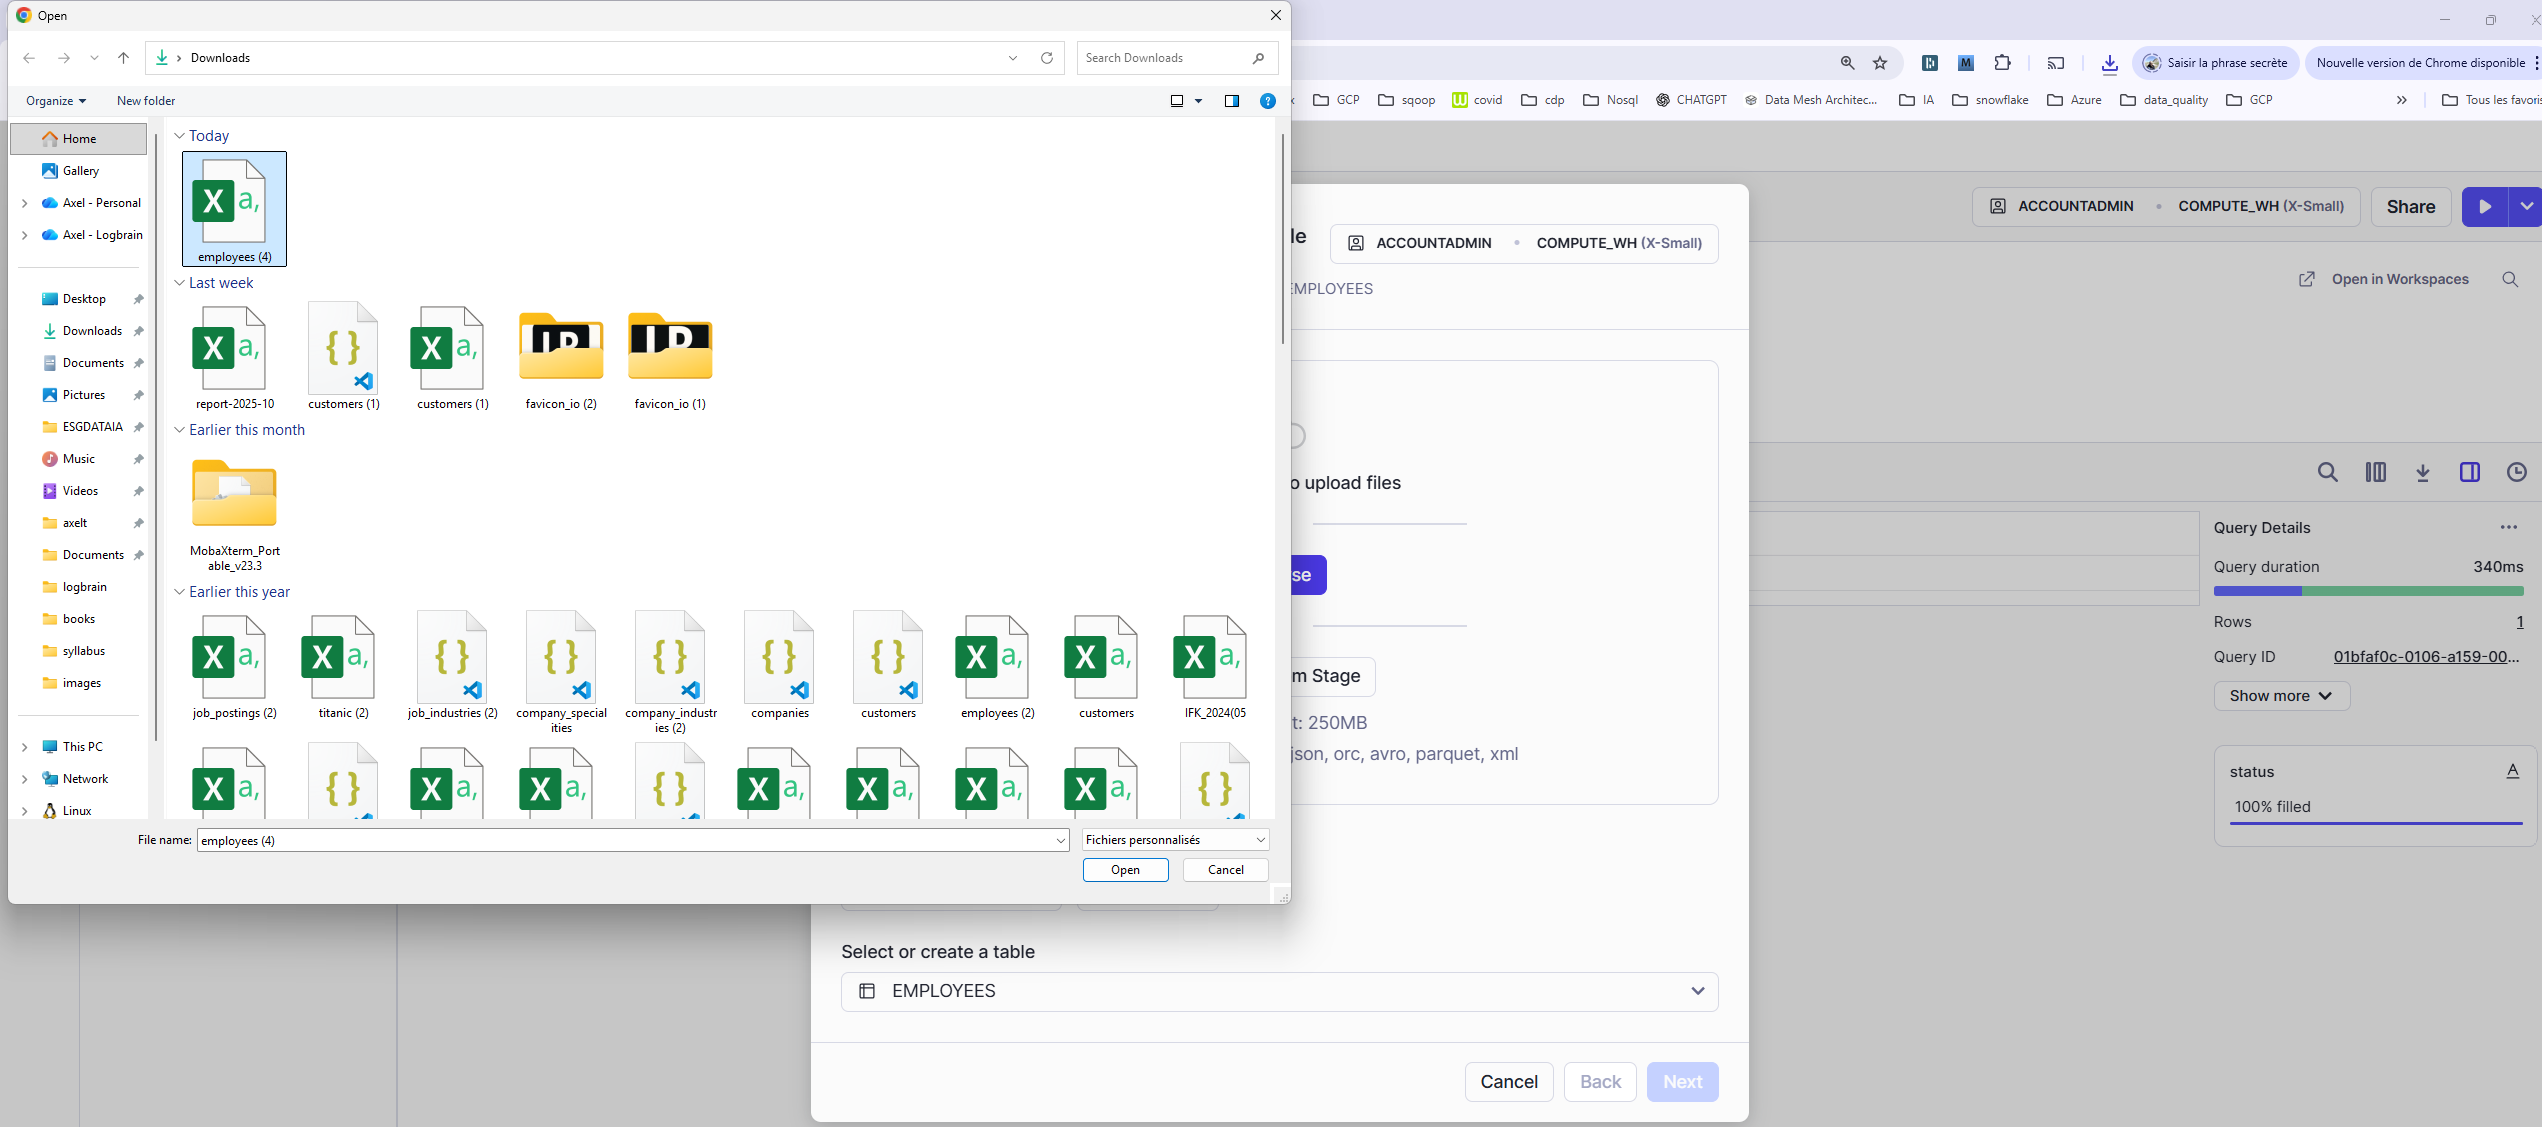 Open
Downloads
Search Downloads
Organize
New folder
Home
Gallery
Axel - Personal
Axel - Logbrain
Desktop
Downloads
Documents
Pictures
ESGDATAIA
Music
Videos
axelt
Documents
logbrain
books
syllabus
images
This PC
Network
Linux
Today
employees (4)
Last week
report-2025-10
customers (1)
customers (1)
favicon_io (2)
favicon_io (1)
Earlier this month
MobaXterm_Port
able_v23.3
Earlier this year
job_postings (2)
titanic (2)
job_industries (2)
company_special
ities
company_industr
ies (2)
companies
customers
employees (2)
customers
IFK_2024(05
File name:
employees (4)
Fichiers personnalisés
Open
Cancel
Saisir la phrase secrète
Nouvelle version de Chrome disponible
GCP
sqoop
covid
cdp
Nosql
CHATGPT
Data Mesh Architec...
IA
snowflake
Azure
data_quality
GCP
Tous les favoris
ACCOUNTADMIN
COMPUTE_WH (X-Small)
Share
Open in Workspaces
le
ACCOUNTADMIN
COMPUTE_WH (X-Small)
EMPLOYEES
o upload files
se
m Stage
t: 250MB
json, orc, avro, parquet, xml
Select or create a table
EMPLOYEES
Cancel
Back
Next
Query Details
Query duration
340ms
Rows
1
Query ID
01bfaf0c-0106-a159-00...
Show more
status
A
100% filled